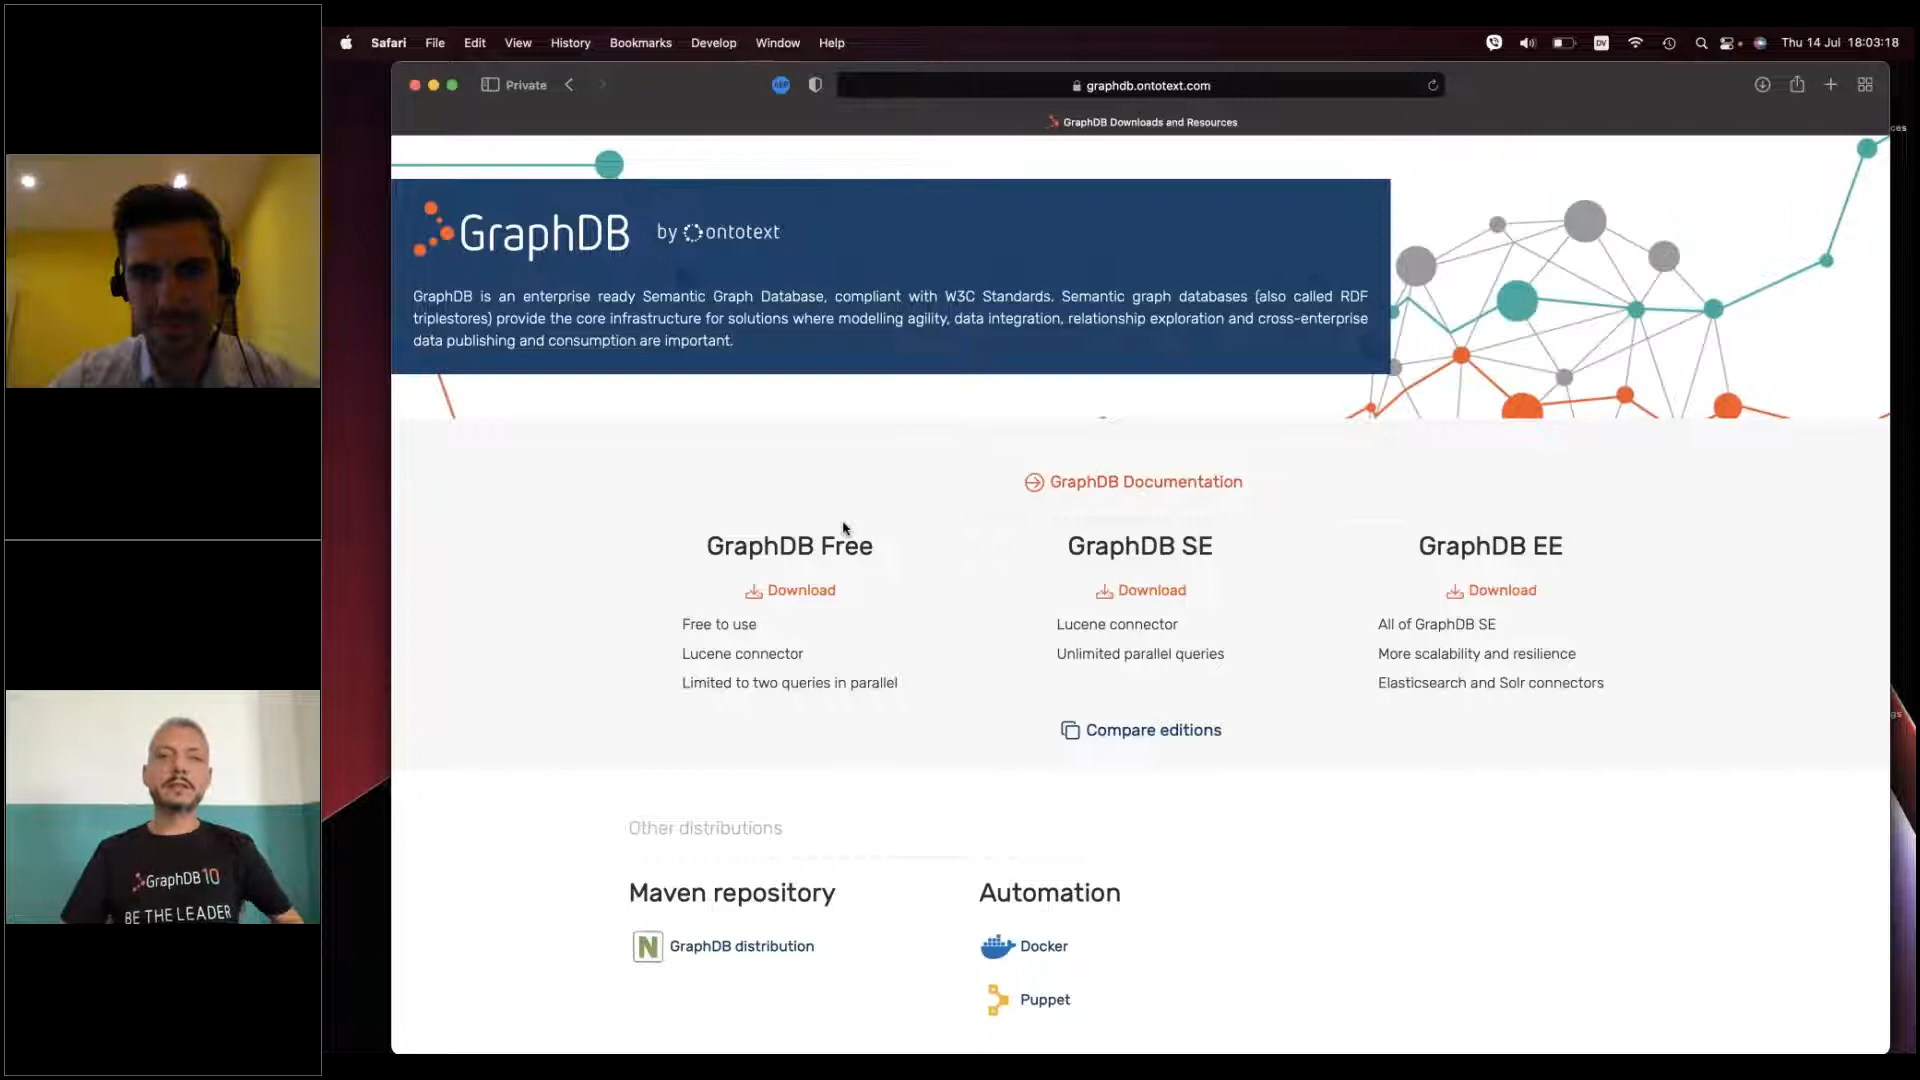 Safari File Edit View History Bookmarks Develop Window Help
DV
Thu 14 Jul 18:03:18
Private
graphdb.ontotext.com
GraphDB Downloads and Resources
ces
GraphDB by ontotext
GraphDB is an enterprise ready Semantic Graph Database, compliant with W3C Standards. Semantic graph databases (also called RDF
triplestores) provide the core infrastructure for solutions where modelling agility, data integration, relationship exploration and cross-enterprise
data publishing and consumption are important.
GraphDB Documentation
GraphDB Free
Download
Free to use
Lucene connector
Limited to two queries in parallel
GraphDB SE
Download
Lucene connector
Unlimited parallel queries
GraphDB EE
Download
All of GraphDB SE
More scalability and resilience
Elasticsearch and Solr connectors
Compare editions
gs
Other distributions
Maven repository
N GraphDB distribution
Automation
Docker
Puppet
GraphDB 10
BE THE LEADER